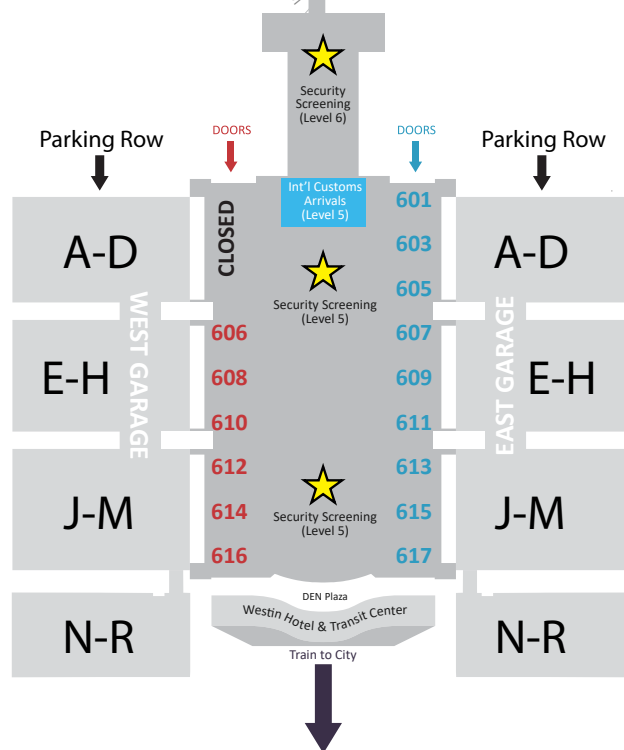 Security
Screening
(Level 6)
DOORS
DOORS
Parking Row
Parking Row
Int'l Customs
Arrivals
(Level 5)
CLOSED
601
603
605
A-D
A-D
Security Screening
(Level 5)
WEST GARAGE
EAST GARAGE
606
607
E-H
608
609
E-H
610
611
612
613
J-M
614
Security Screening
(Level 5)
615
J-M
616
617
DEN Plaza
Westin Hotel & Transit Center
N-R
N-R
Train to City